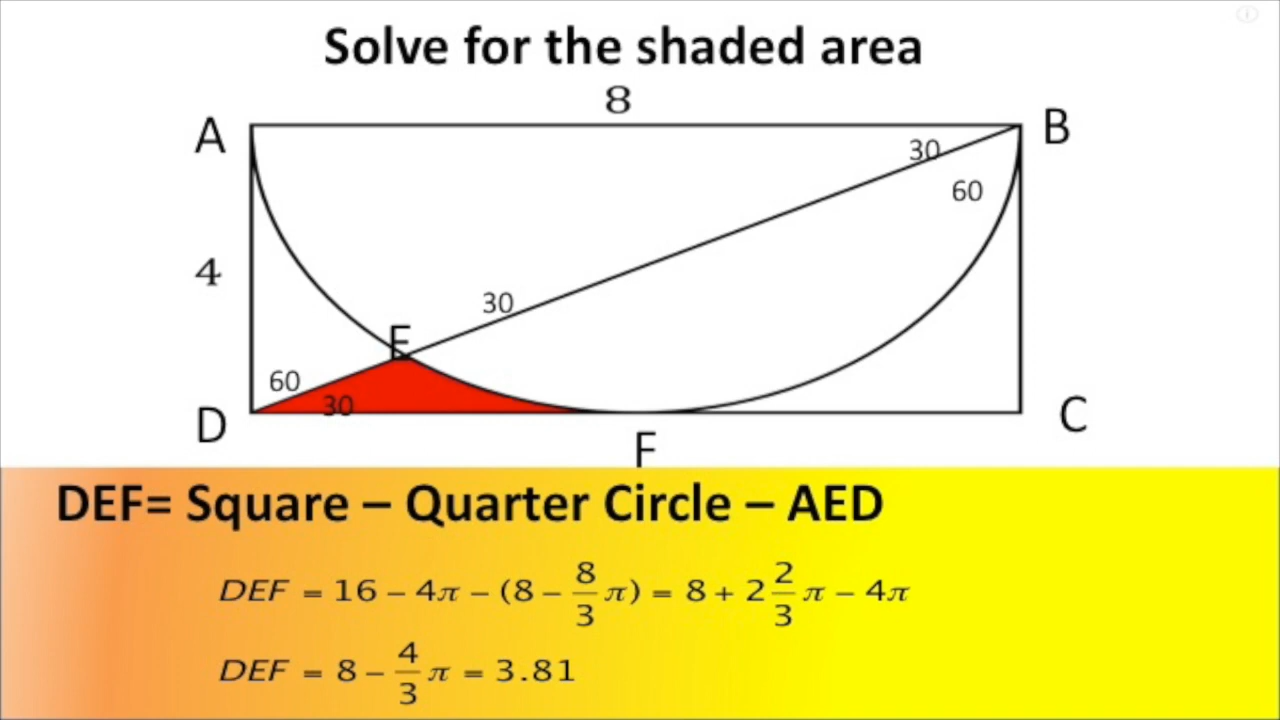 Solve for the shaded area
8
A
B
30
60
4
30
E
60
30
D
C
F
DEF= Square – Quarter Circle – AED
DEF = 16 − 4π − (8 − 8/3 π) = 8 + 2 2/3 π − 4π
DEF = 8 − 4/3 π = 3.81